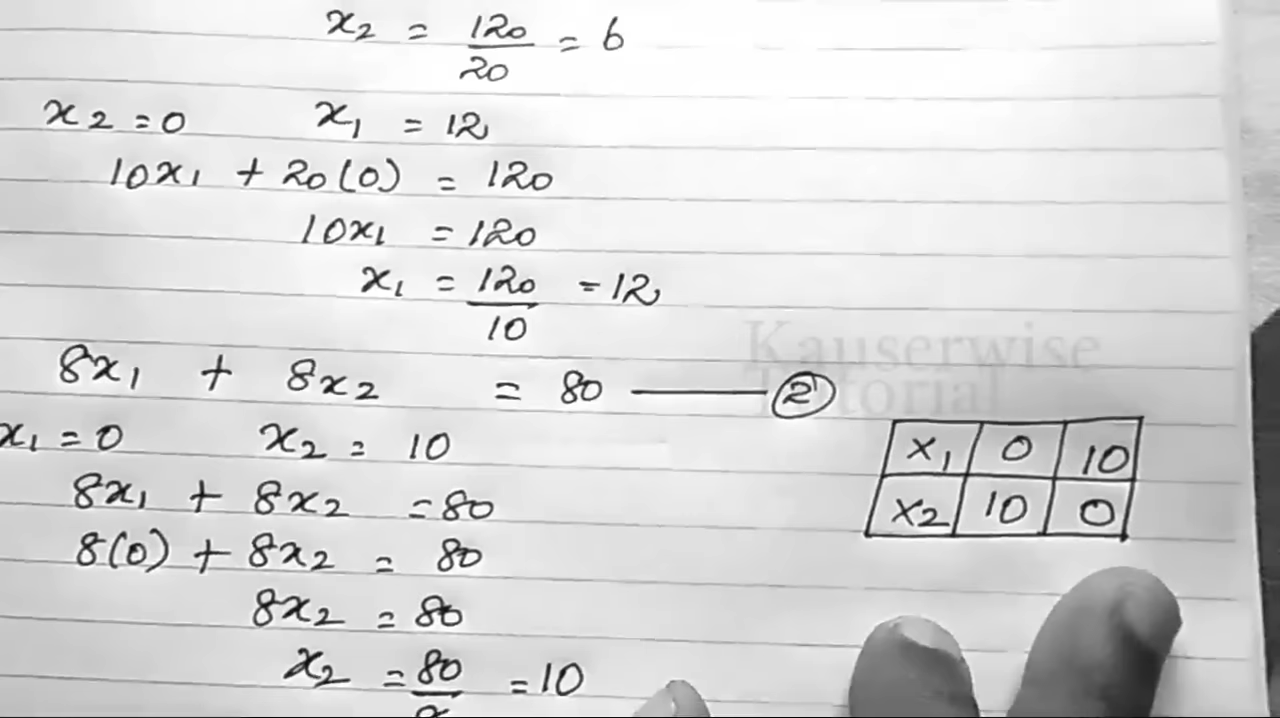 x₂ = 120/20 = 6
x₂ = 0 x₁ = 12
10x₁ + 20(0) = 120
10x₁ = 120
x₁ = 120/10 = 12
Kauserwise
Tutorial
8x₁ + 8x₂ = 80 —— ②
x₁ = 0 x₂ = 10
x₁ 0 10
x₂ 10 0
8x₁ + 8x₂ = 80
8(0) + 8x₂ = 80
8x₂ = 80
x₂ = 80/8 = 10